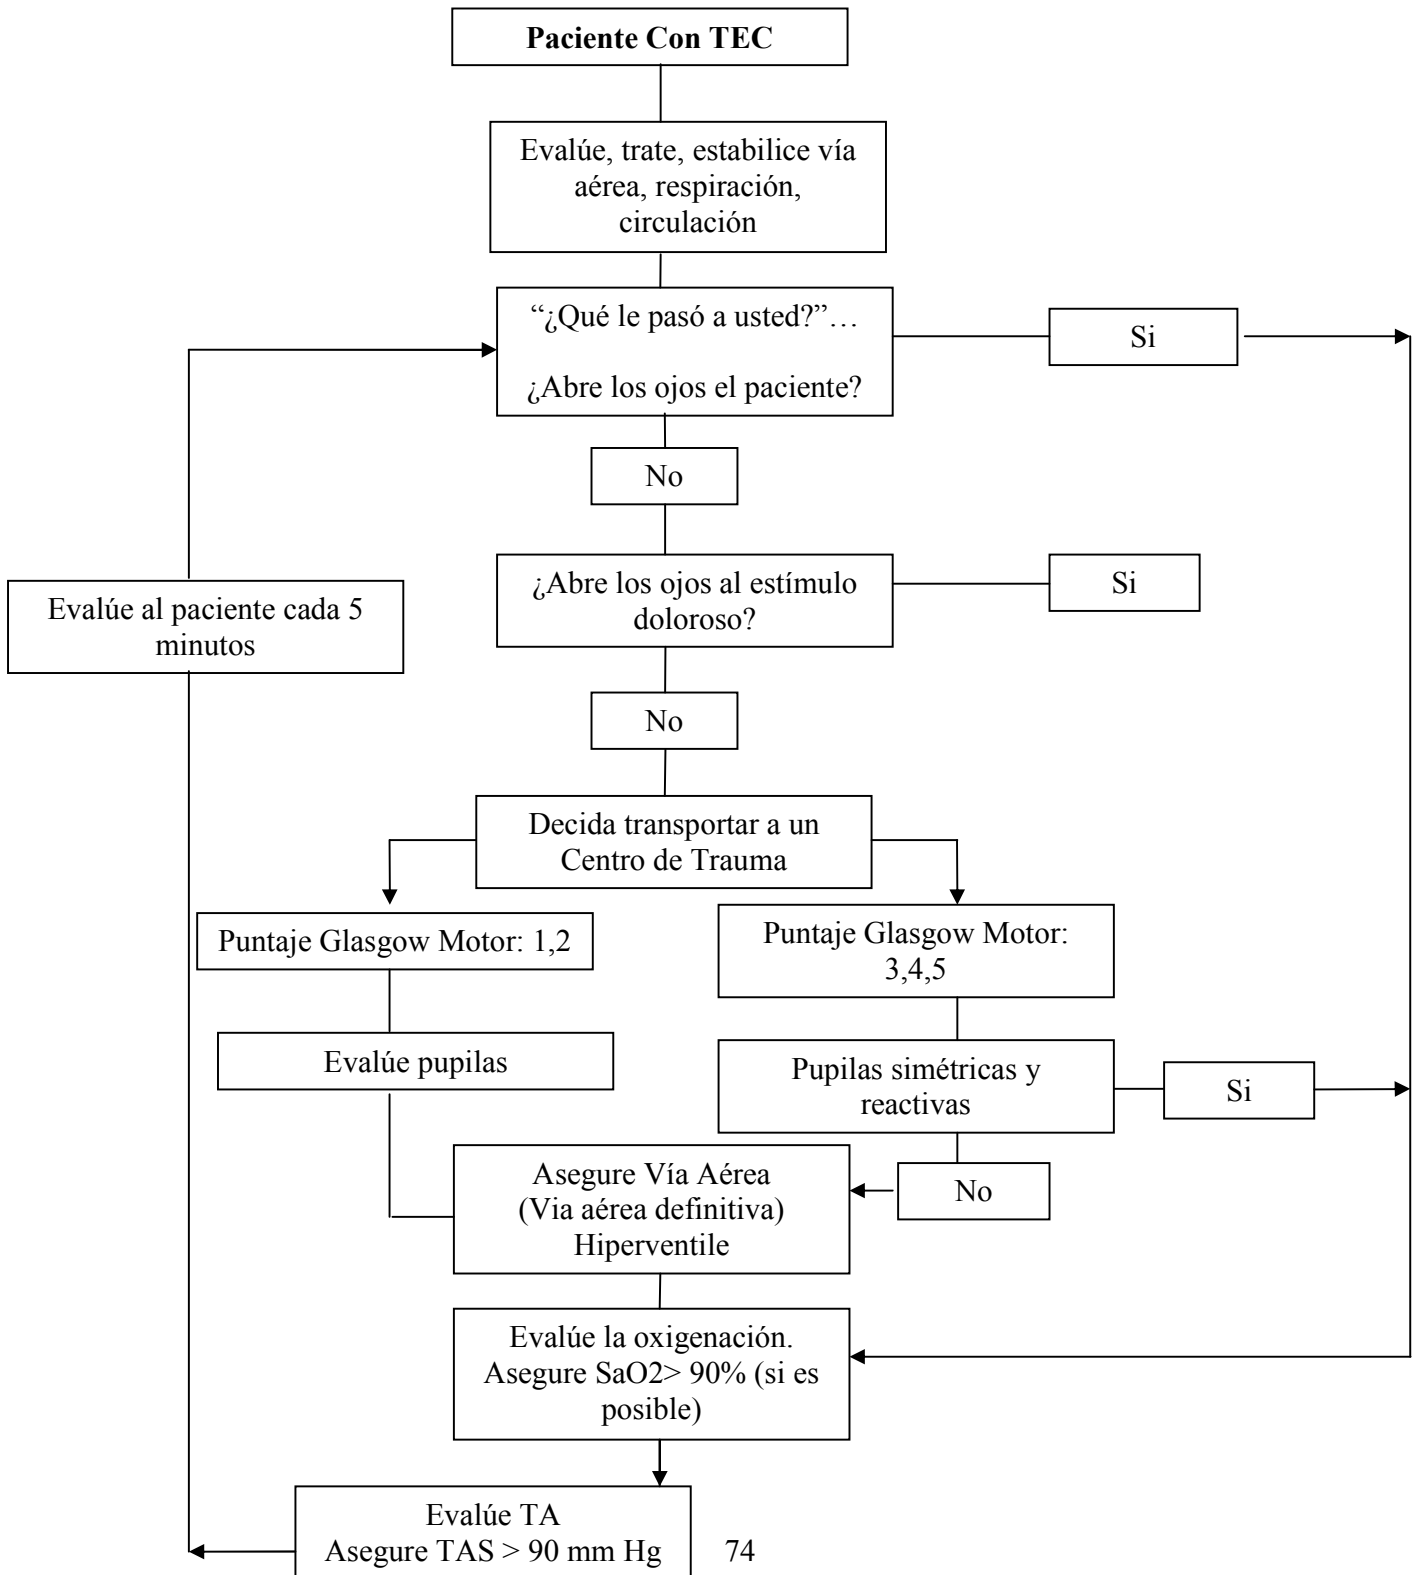 Paciente Con TEC
Evalúe, trate, estabilice vía
aérea, respiración,
circulación
“¿Qué le pasó a usted?”…
¿Abre los ojos el paciente?
Si
No
¿Abre los ojos al estímulo
doloroso?
Si
Evalúe al paciente cada 5
minutos
No
Decida transportar a un
Centro de Trauma
Puntaje Glasgow Motor: 1,2
Puntaje Glasgow Motor:
3,4,5
Evalúe pupilas
Pupilas simétricas y
reactivas
Si
No
Asegure Vía Aérea
(Via aérea definitiva)
Hiperventile
Evalúe la oxigenación.
Asegure SaO2> 90% (si es
posible)
Evalúe TA
Asegure TAS > 90 mm Hg
74